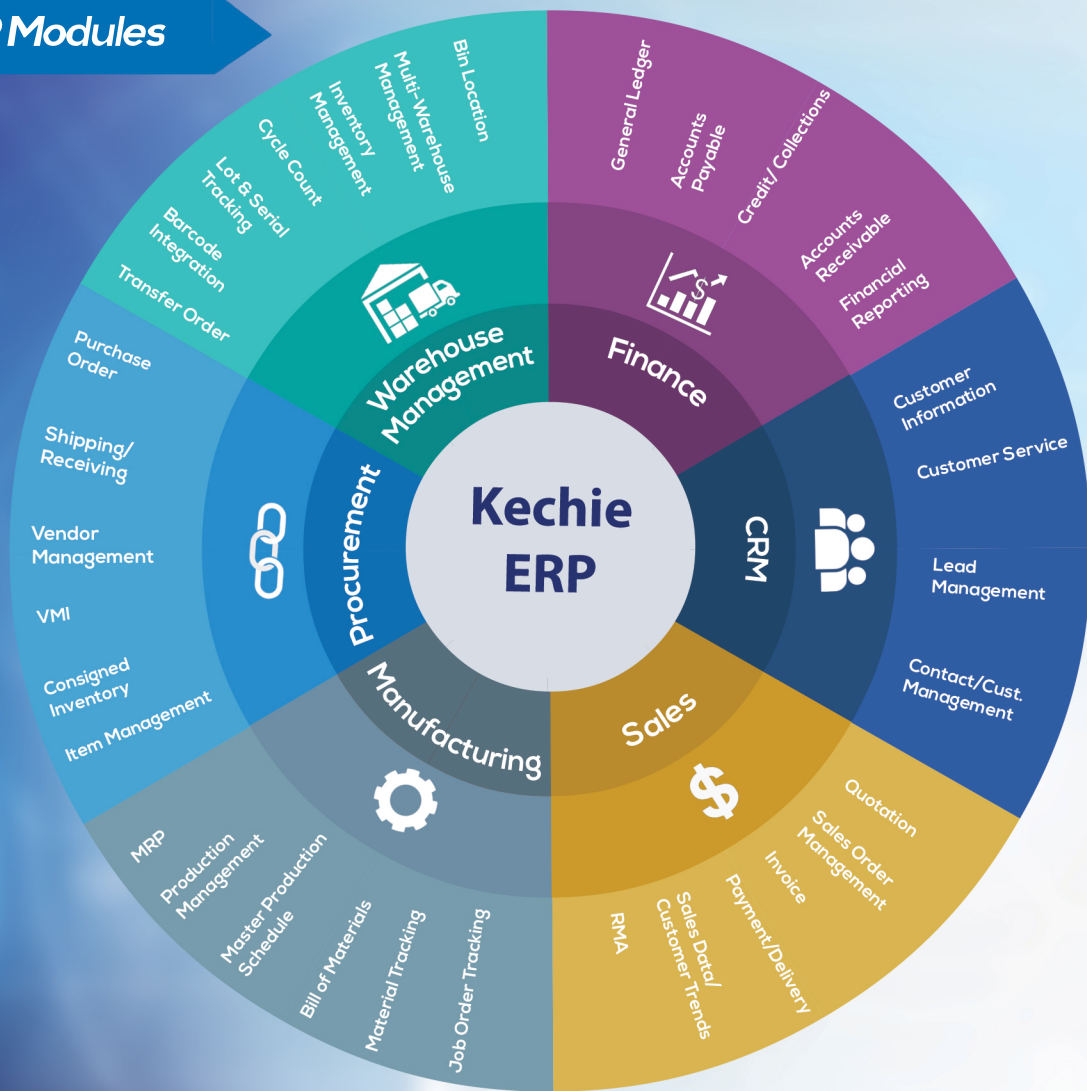 Modules
Kechie
ERP
Warehouse
Management
Bin Location
Multi-Warehouse
Management
Inventory
Management
Cycle Count
Lot & Serial
Tracking
Barcode
Integration
Transfer Order
Finance
General Ledger
Accounts
Payable
Credit/ Collections
Accounts
Receivable
Financial
Reporting
CRM
Customer
Information
Customer Service
Lead
Management
Contact/Cust.
Management
Sales
Quotation
Sales Order
Management
Invoice
Payment/Delivery
Sales Data/
Customer Trends
RMA
$
Manufacturing
MRP
Production
Management
Master Production
Schedule
Bill of Materials
Material Tracking
Job Order Tracking
Procurement
Purchase
Order
Shipping/
Receiving
Vendor
Management
VMI
Consigned
Inventory
Item Management